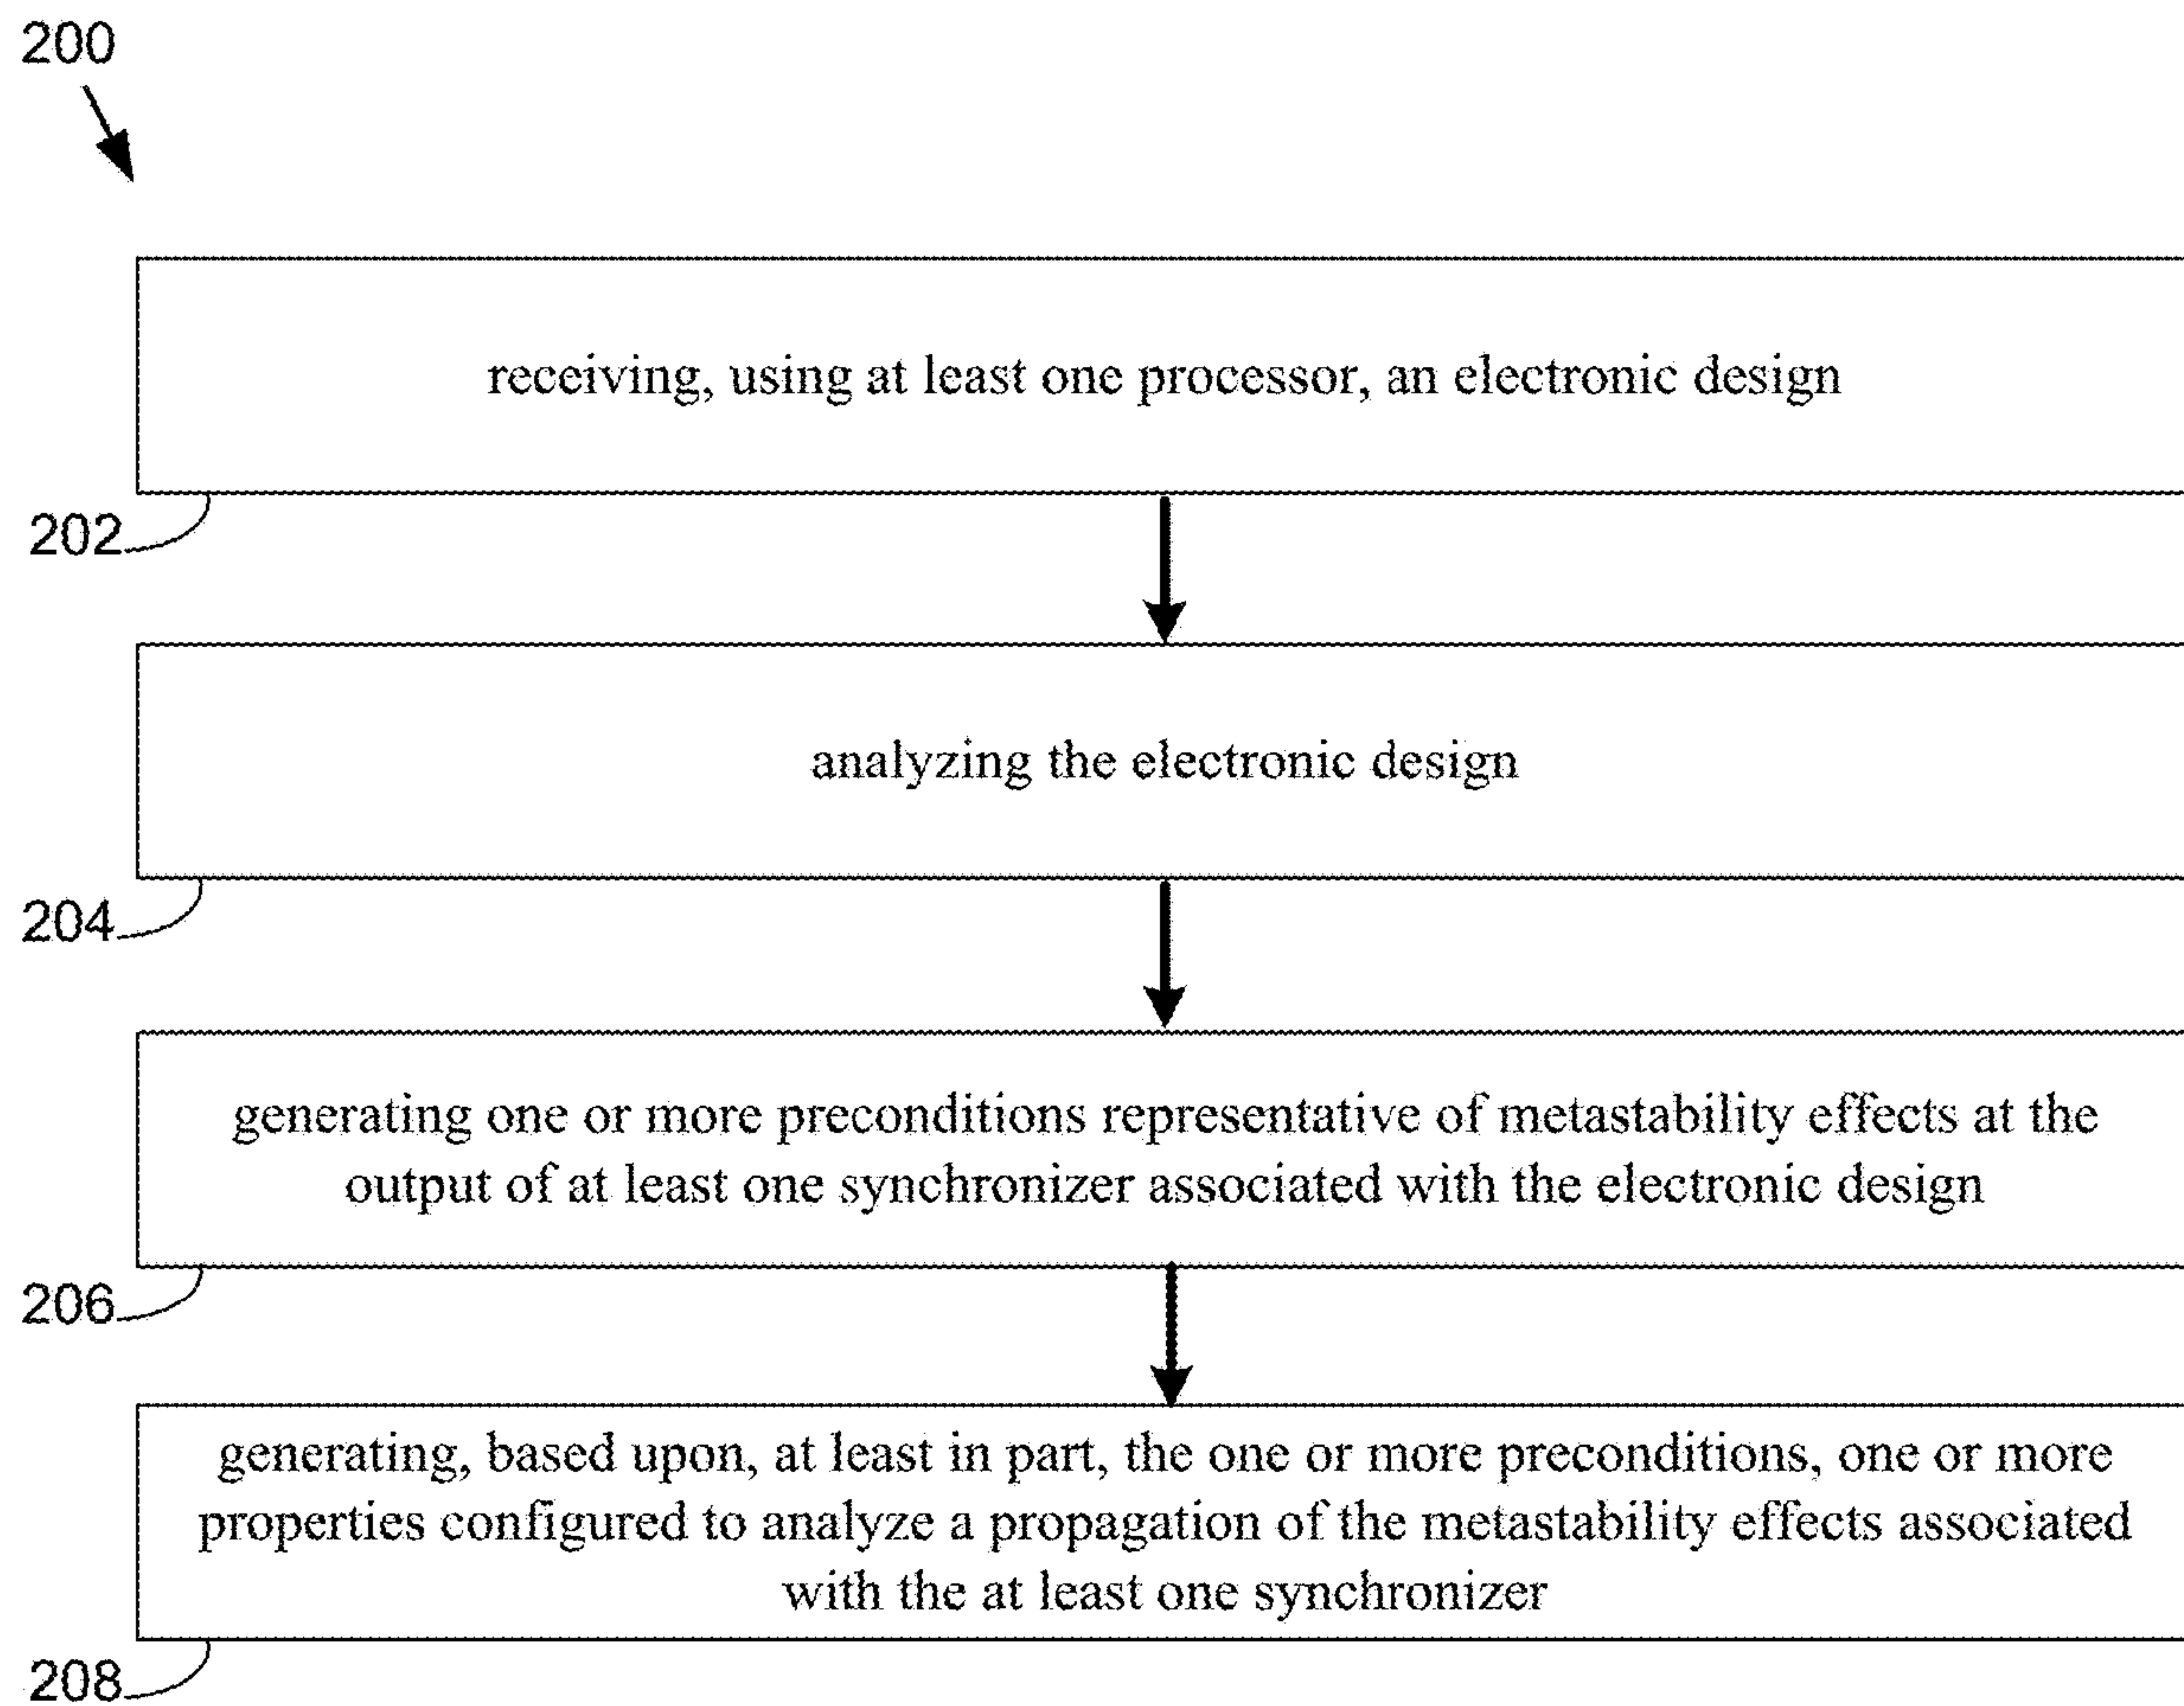 200
receiving, using at least one processor, an electronic design
202
analyzing the electronic design
204
generating one or more preconditions representative of metastability effects at the
output of at least one synchronizer associated with the electronic design
206
generating, based upon, at least in part, the one or more preconditions, one or more
properties configured to analyze a propagation of the metastability effects associated
with the at least one synchronizer
208